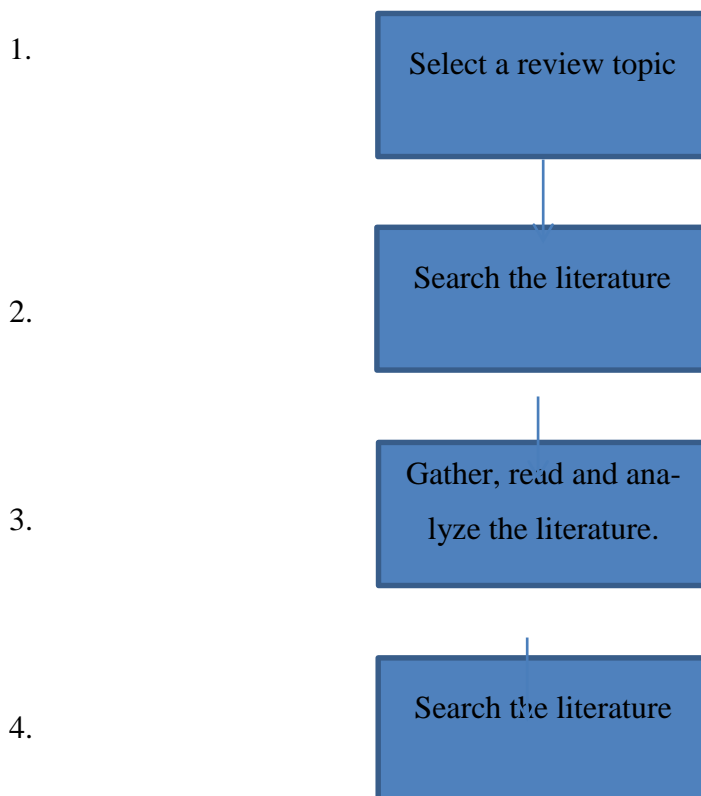 1.
Select a review topic
Search the literature
2.
Gather, read and ana-
lyze the literature.
3.
Search the literature
4.